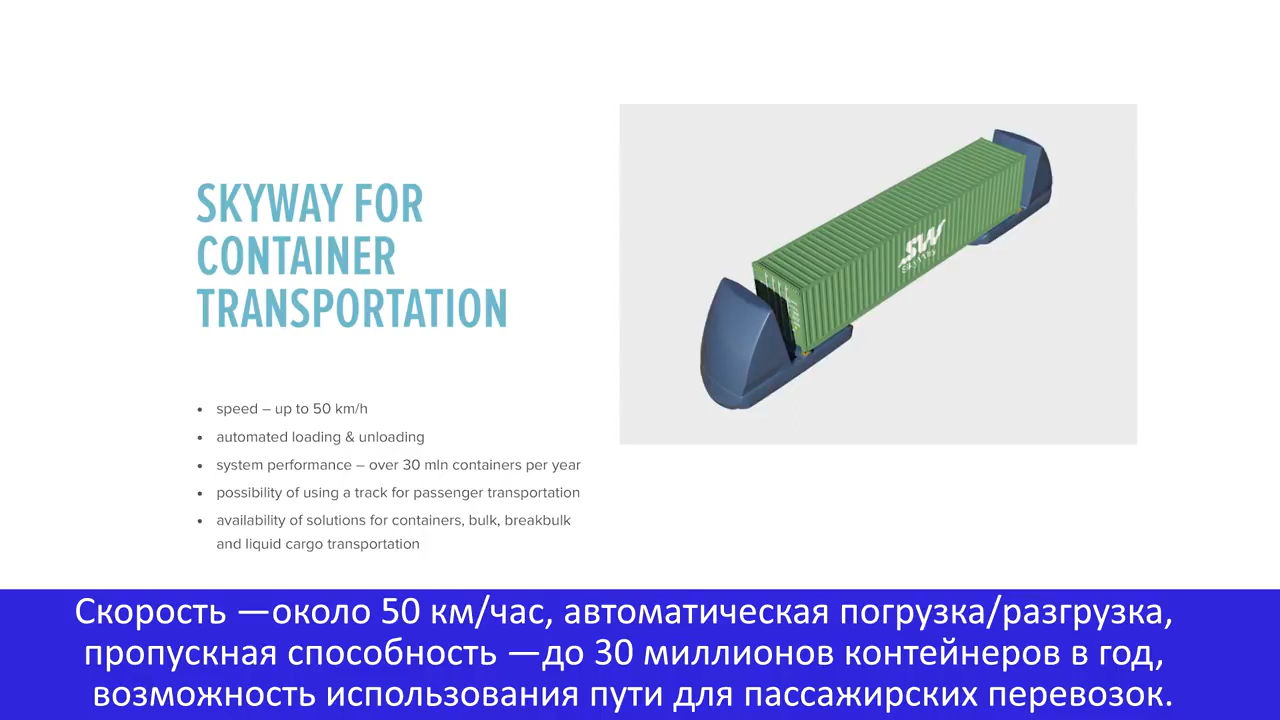 SKYWAY FOR
CONTAINER
TRANSPORTATION
SW
SKYWAY
• speed – up to 50 km/h
• automated loading & unloading
• system performance – over 30 mln containers per year
• possibility of using a track for passenger transportation
• availability of solutions for containers, bulk, breakbulk
and liquid cargo transportation
Скорость —около 50 км/час, автоматическая погрузка/разгрузка,
пропускная способность —до 30 миллионов контейнеров в год,
возможность использования пути для пассажирских перевозок.